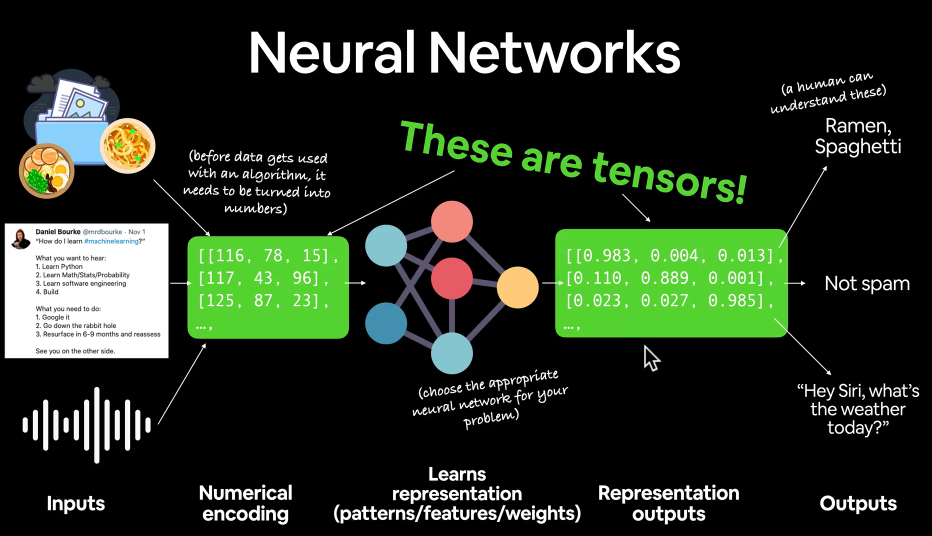 Neural Networks
(a human can
understand these)
Ramen,
Spaghetti
These are tensors!
(before data gets used
with an algorithm, it
needs to be turned into
numbers)
Daniel Bourke @mrdbourke · Nov 1
“How do I learn #machinelearning?”
What you want to hear:
1. Learn Python
2. Learn Math/Stats/Probability
3. Learn software engineering
4. Build
What you need to do:
1. Google it
2. Go down the rabbit hole
3. Resurface in 6-9 months and reassess
See you on the other side.
[[116, 78, 15],
[117, 43, 96],
[125, 87, 23],
…,
[[0.983, 0.004, 0.013],
[0.110, 0.889, 0.001],
[0.023, 0.027, 0.985],
…,
Not spam
(choose the appropriate
neural network for your
problem)
“Hey Siri, what’s
the weather
today?”
Inputs
Numerical
encoding
Learns
representation
(patterns/features/weights)
Representation
outputs
Outputs